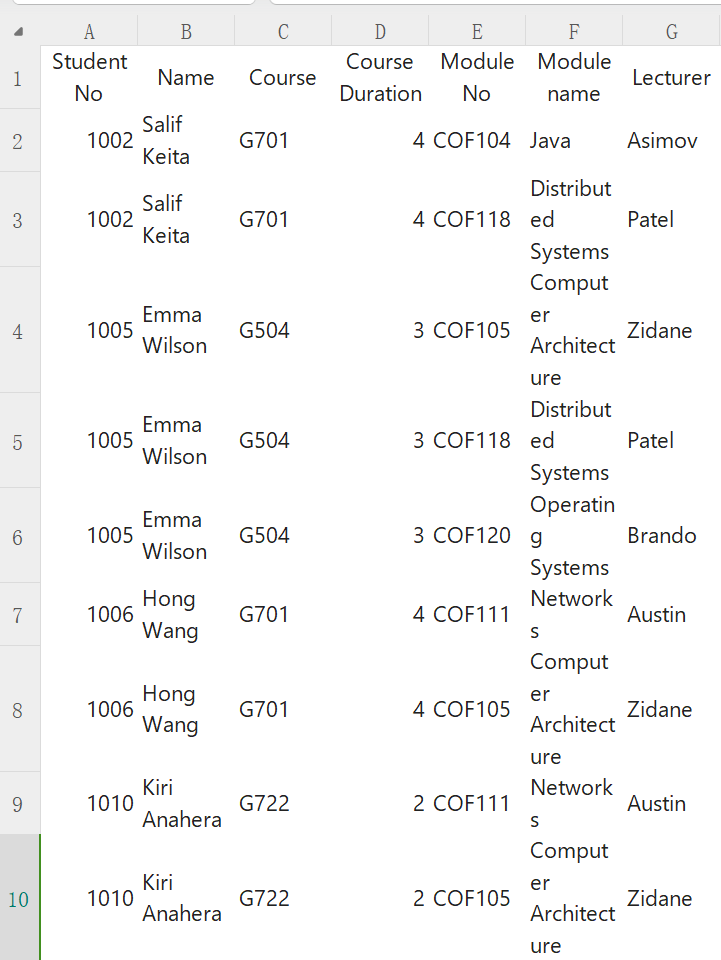 A B C D E F G
1 Student No Name Course Course Duration Module No Module name Lecturer
2 1002 Salif Keita G701 4 COF104 Java Asimov
3 1002 Salif Keita G701 4 COF118 Distributed Systems Patel
4 1005 Emma Wilson G504 3 COF105 Computer Architecture Zidane
5 1005 Emma Wilson G504 3 COF118 Distributed Systems Patel
6 1005 Emma Wilson G504 3 COF120 Operating Systems Brando
7 1006 Hong Wang G701 4 COF111 Networks Austin
8 1006 Hong Wang G701 4 COF105 Computer Architecture Zidane
9 1010 Kiri Anahera G722 2 COF111 Networks Austin
10 1010 Kiri Anahera G722 2 COF105 Computer Architecture Zidane